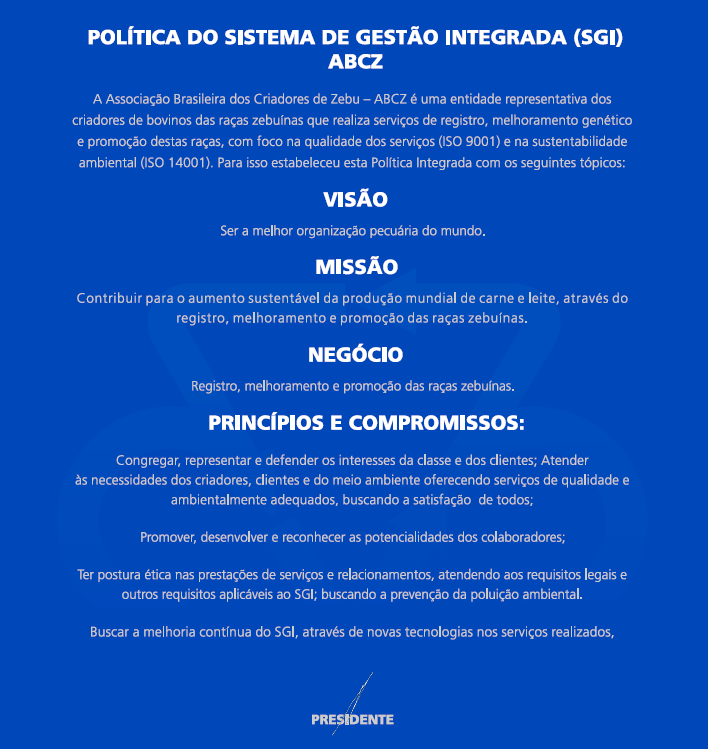 POLÍTICA DO SISTEMA DE GESTÃO INTEGRADA (SGI)
ABCZ
A Associação Brasileira dos Criadores de Zebu – ABCZ é uma entidade representativa dos
criadores de bovinos das raças zebuínas que realiza serviços de registro, melhoramento genético
e promoção destas raças, com foco na qualidade dos serviços (ISO 9001) e na sustentabilidade
ambiental (ISO 14001). Para isso estabeleceu esta Política Integrada com os seguintes tópicos:
VISÃO
Ser a melhor organização pecuária do mundo.
MISSÃO
Contribuir para o aumento sustentável da produção mundial de carne e leite, através do
registro, melhoramento e promoção das raças zebuínas.
NEGÓCIO
Registro, melhoramento e promoção das raças zebuínas.
PRINCÍPIOS E COMPROMISSOS:
Congregar, representar e defender os interesses da classe e dos clientes; Atender
às necessidades dos criadores, clientes e do meio ambiente oferecendo serviços de qualidade e
ambientalmente adequados, buscando a satisfação de todos;
Promover, desenvolver e reconhecer as potencialidades dos colaboradores;
Ter postura ética nas prestações de serviços e relacionamentos, atendendo aos requisitos legais e
outros requisitos aplicáveis ao SGI; buscando a prevenção da poluição ambiental.
Buscar a melhoria contínua do SGI, através de novas tecnologias nos serviços realizados,
PRESIDENTE